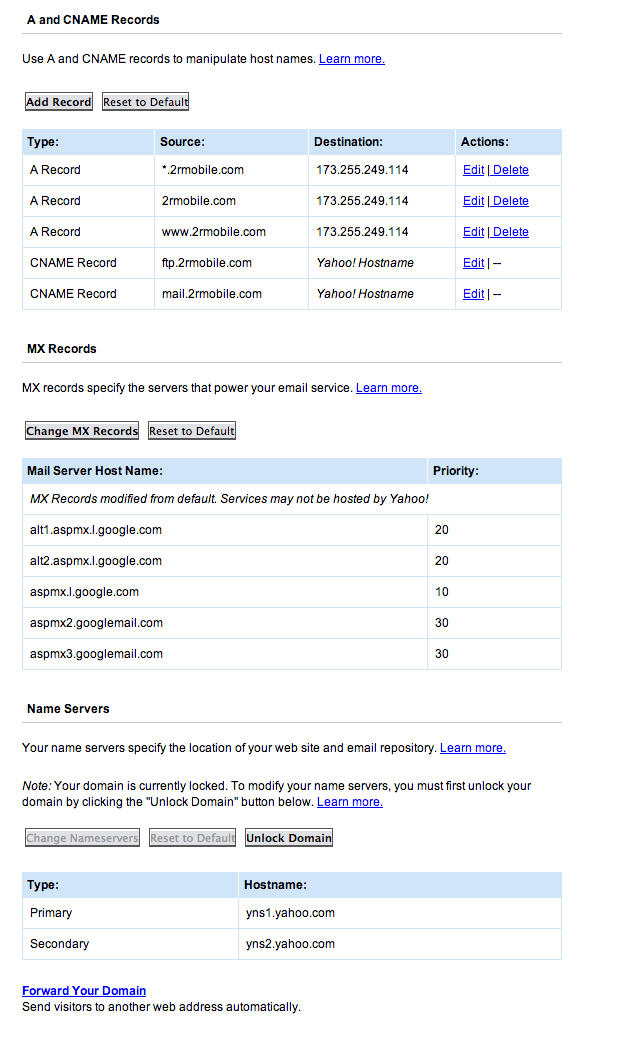 A and CNAME Records
Use A and CNAME records to manipulate host names. Learn more.
Add Record Reset to Default
Type: Source: Destination: Actions:
A Record *.2rmobile.com 173.255.249.114 Edit | Delete
A Record 2rmobile.com 173.255.249.114 Edit | Delete
A Record www.2rmobile.com 173.255.249.114 Edit | Delete
CNAME Record ftp.2rmobile.com Yahoo! Hostname Edit | --
CNAME Record mail.2rmobile.com Yahoo! Hostname Edit | --
MX Records
MX records specify the servers that power your email service. Learn more.
Change MX Records Reset to Default
Mail Server Host Name: Priority:
MX Records modified from default. Services may not be hosted by Yahoo!
alt1.aspmx.l.google.com 20
alt2.aspmx.l.google.com 20
aspmx.l.google.com 10
aspmx2.googlemail.com 30
aspmx3.googlemail.com 30
Name Servers
Your name servers specify the location of your web site and email repository. Learn more.
Note: Your domain is currently locked. To modify your name servers, you must first unlock your
domain by clicking the "Unlock Domain" button below. Learn more.
Change Nameservers Reset to Default Unlock Domain
Type: Hostname:
Primary yns1.yahoo.com
Secondary yns2.yahoo.com
Forward Your Domain
Send visitors to another web address automatically.